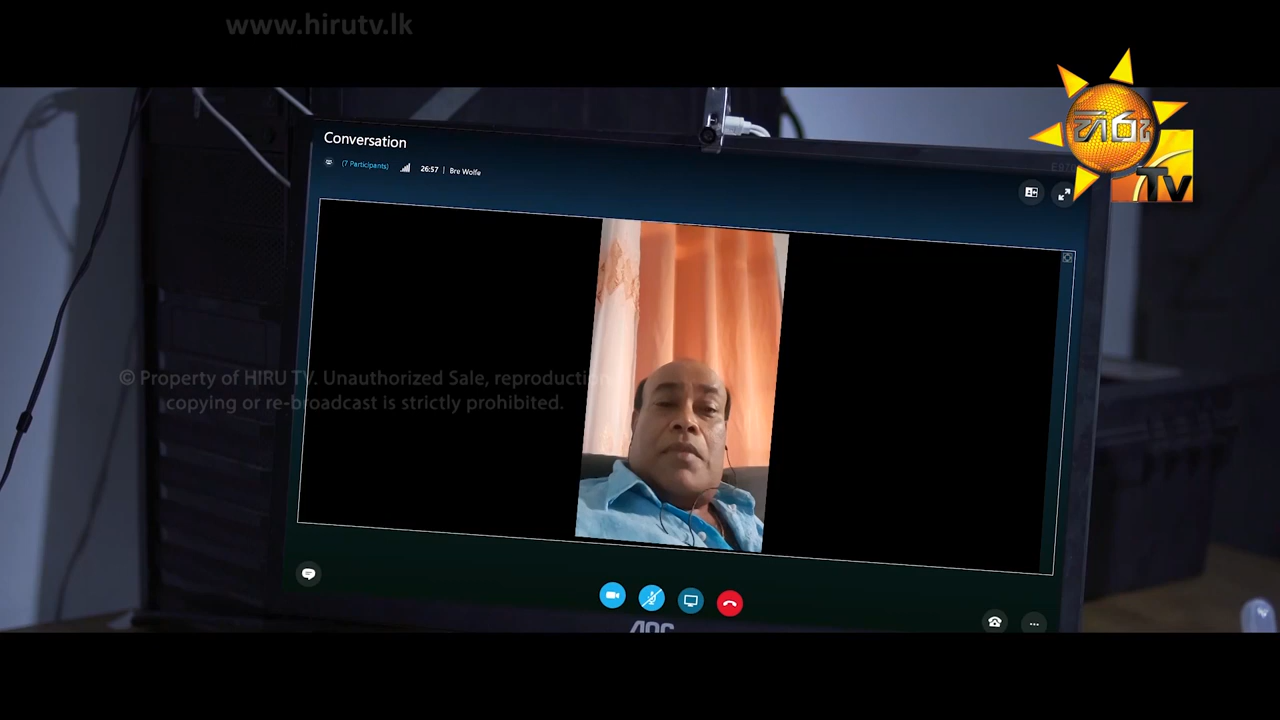 www.hirutv.lk
හිරු
Tv
Conversation
(7 Participants) 26:57 | Bre Wolfe
© Property of HIRU TV. Unauthorized Sale, reproduction
copying or re-broadcast is strictly prohibited.
AOC